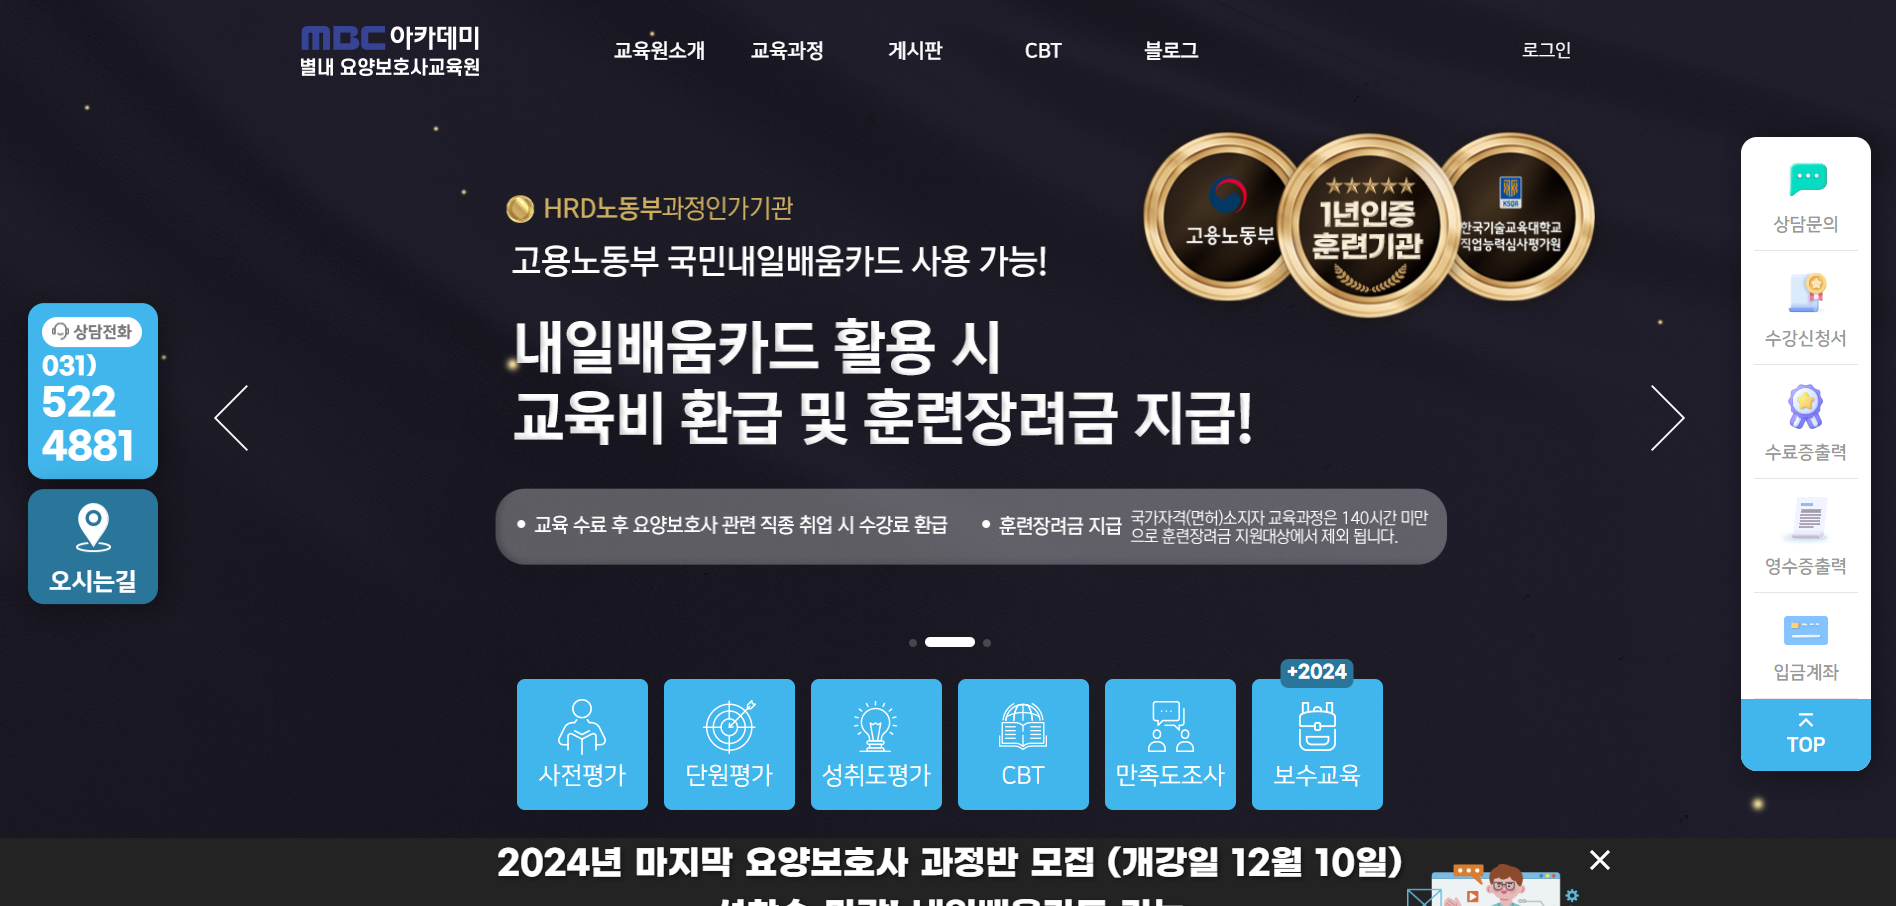 MBC 아카데미
별내 요양보호사교육원
교육원소개
교육과정
게시판
CBT
블로그
로그인
HRD노동부과정인가기관
고용노동부 국민내일배움카드 사용 가능!
내일배움카드 활용 시
교육비 환급 및 훈련장려금 지급!
고용노동부
★★★★★
1년인증
훈련기관
KSQA
한국기술교육대학교
직업능력심사평가원
• 교육 수료 후 요양보호사 관련 직종 취업 시 수강료 환급
• 훈련장려금 지급
국가자격(면허)소지자 교육과정은 140시간 미만
으로 훈련장려금 지원대상에서 제외 됩니다.
상담전화
031)
522
4881
오시는길
상담문의
수강신청서
수료증출력
영수증출력
입금계좌
TOP
사전평가
단원평가
성취도평가
CBT
만족도조사
+2024
보수교육
2024년 마지막 요양보호사 과정반 모집 (개강일 12월 10일)